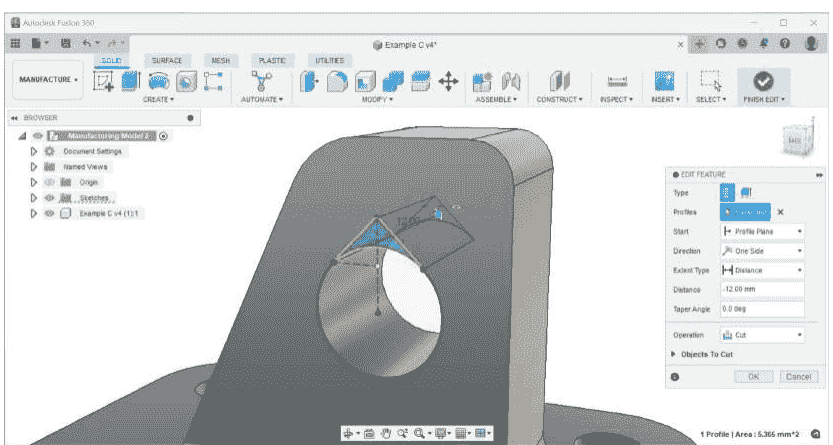 Autodesk Fusion 360
Example C v4*
SOLID SURFACE MESH PLASTIC UTILITIES
MANUFACTURE
CREATE AUTOMATE MODIFY ASSEMBLE CONSTRUCT INSPECT INSERT SELECT FINISH EDIT
BROWSER
Manufacturing Model 2
Document Settings
Named Views
Origin
Sketches
Example C v4 (1):1
12.00
EDIT FEATURE
Type
Profiles
Start Profile Plane
Direction One Side
Extent Type Distance
Distance -12.00 mm
Taper Angle 0.0 deg
Operation Cut
Objects To Cut
OK Cancel
1 Profile | Area : 5.365 mm^2